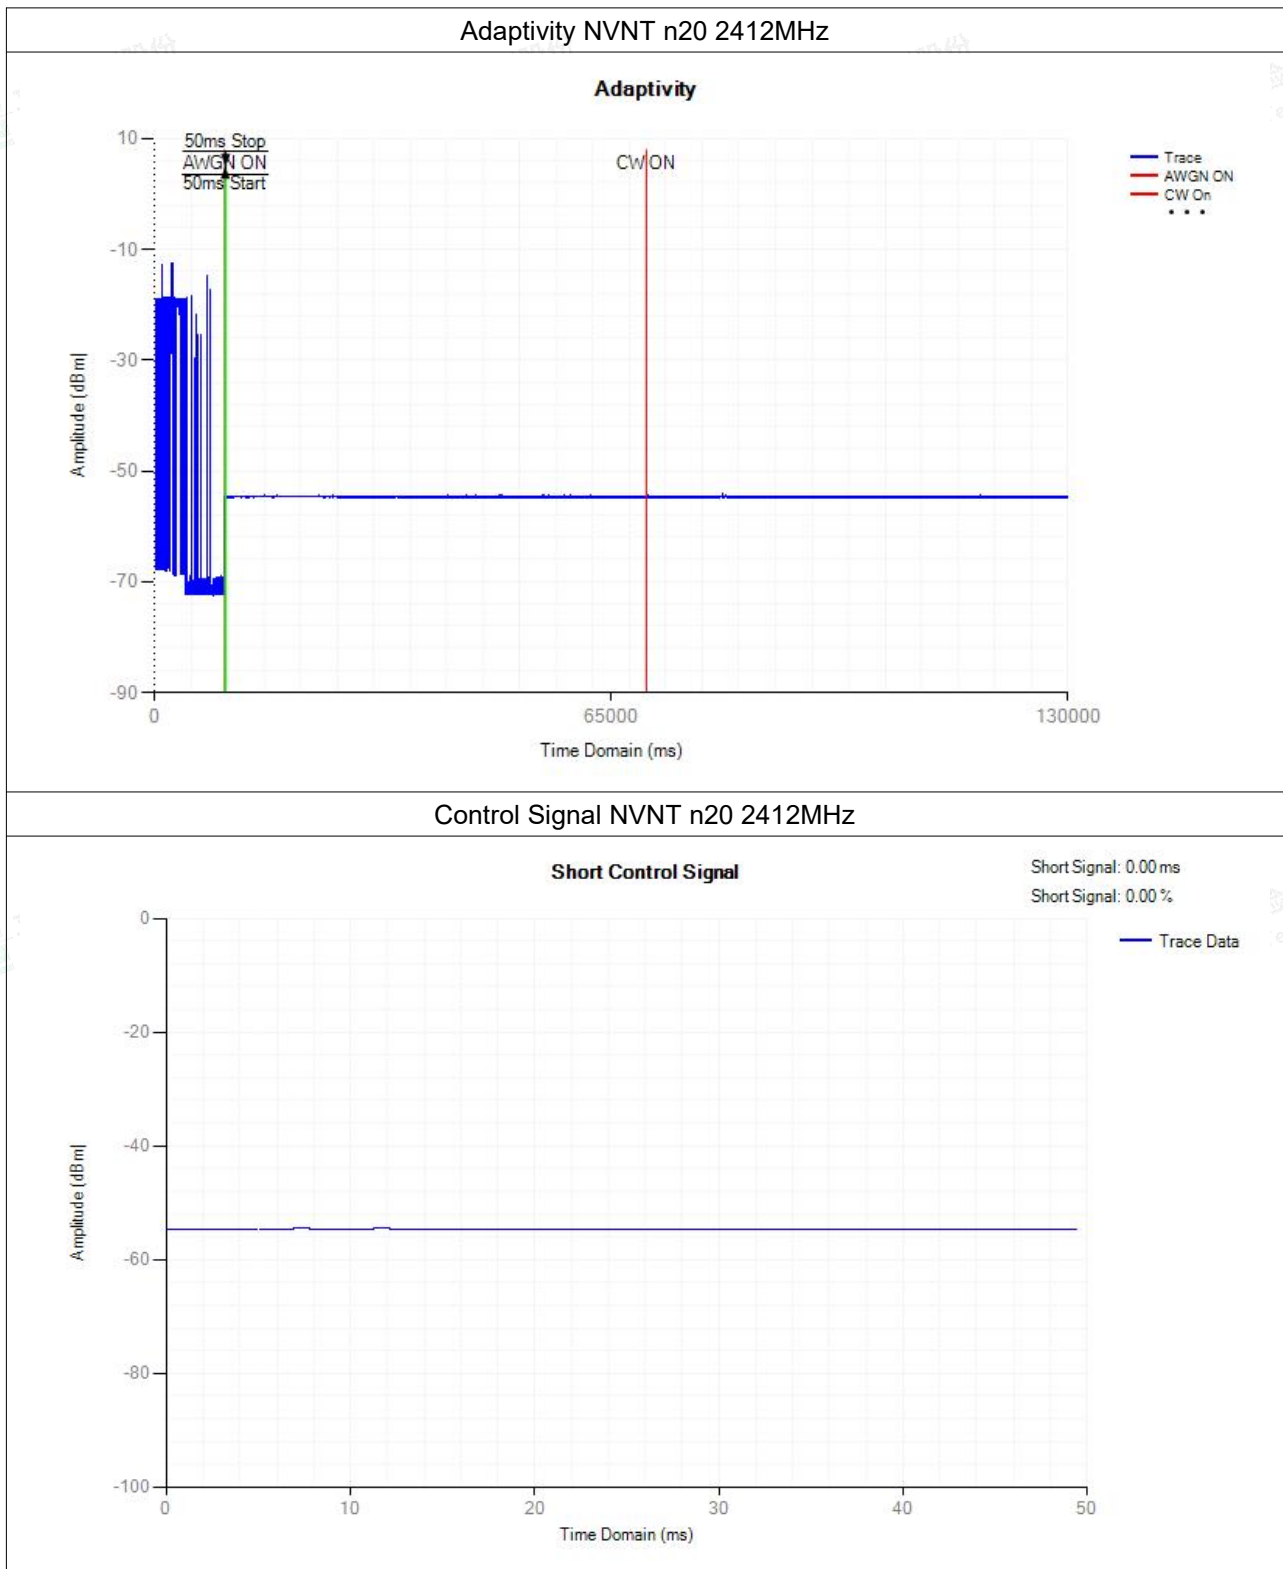 Adaptivity NVNT n20 2412MHz
Adaptivity
10
-10
-30
-50
-70
-90
Amplitude (dBm)
50ms Stop
AWGN ON
50ms Start
CW ON
Trace
AWGN ON
CW On
0
65000
130000
Time Domain (ms)
Control Signal NVNT n20 2412MHz
Short Control Signal
Short Signal: 0.00 ms
Short Signal: 0.00 %
Trace Data
0
-20
-40
-60
-80
-100
Amplitude (dBm)
0
10
20
30
40
50
Time Domain (ms)